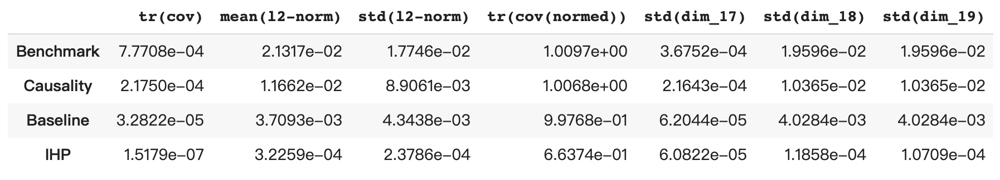 tr(cov) mean(l2-norm) std(l2-norm) tr(cov(normed)) std(dim_17) std(dim_18) std(dim_19)
Benchmark 7.7708e−04 2.1317e−02 1.7746e−02 1.0097e+00 3.6752e−04 1.9596e−02 1.9596e−02
Causality 2.1750e−04 1.1662e−02 8.9061e−03 1.0068e+00 2.1643e−04 1.0365e−02 1.0365e−02
Baseline 3.2822e−05 3.7093e−03 4.3438e−03 9.9768e−01 6.2044e−05 4.0284e−03 4.0284e−03
IHP 1.5179e−07 3.2259e−04 2.3786e−04 6.6374e−01 6.0822e−05 1.1858e−04 1.0709e−04